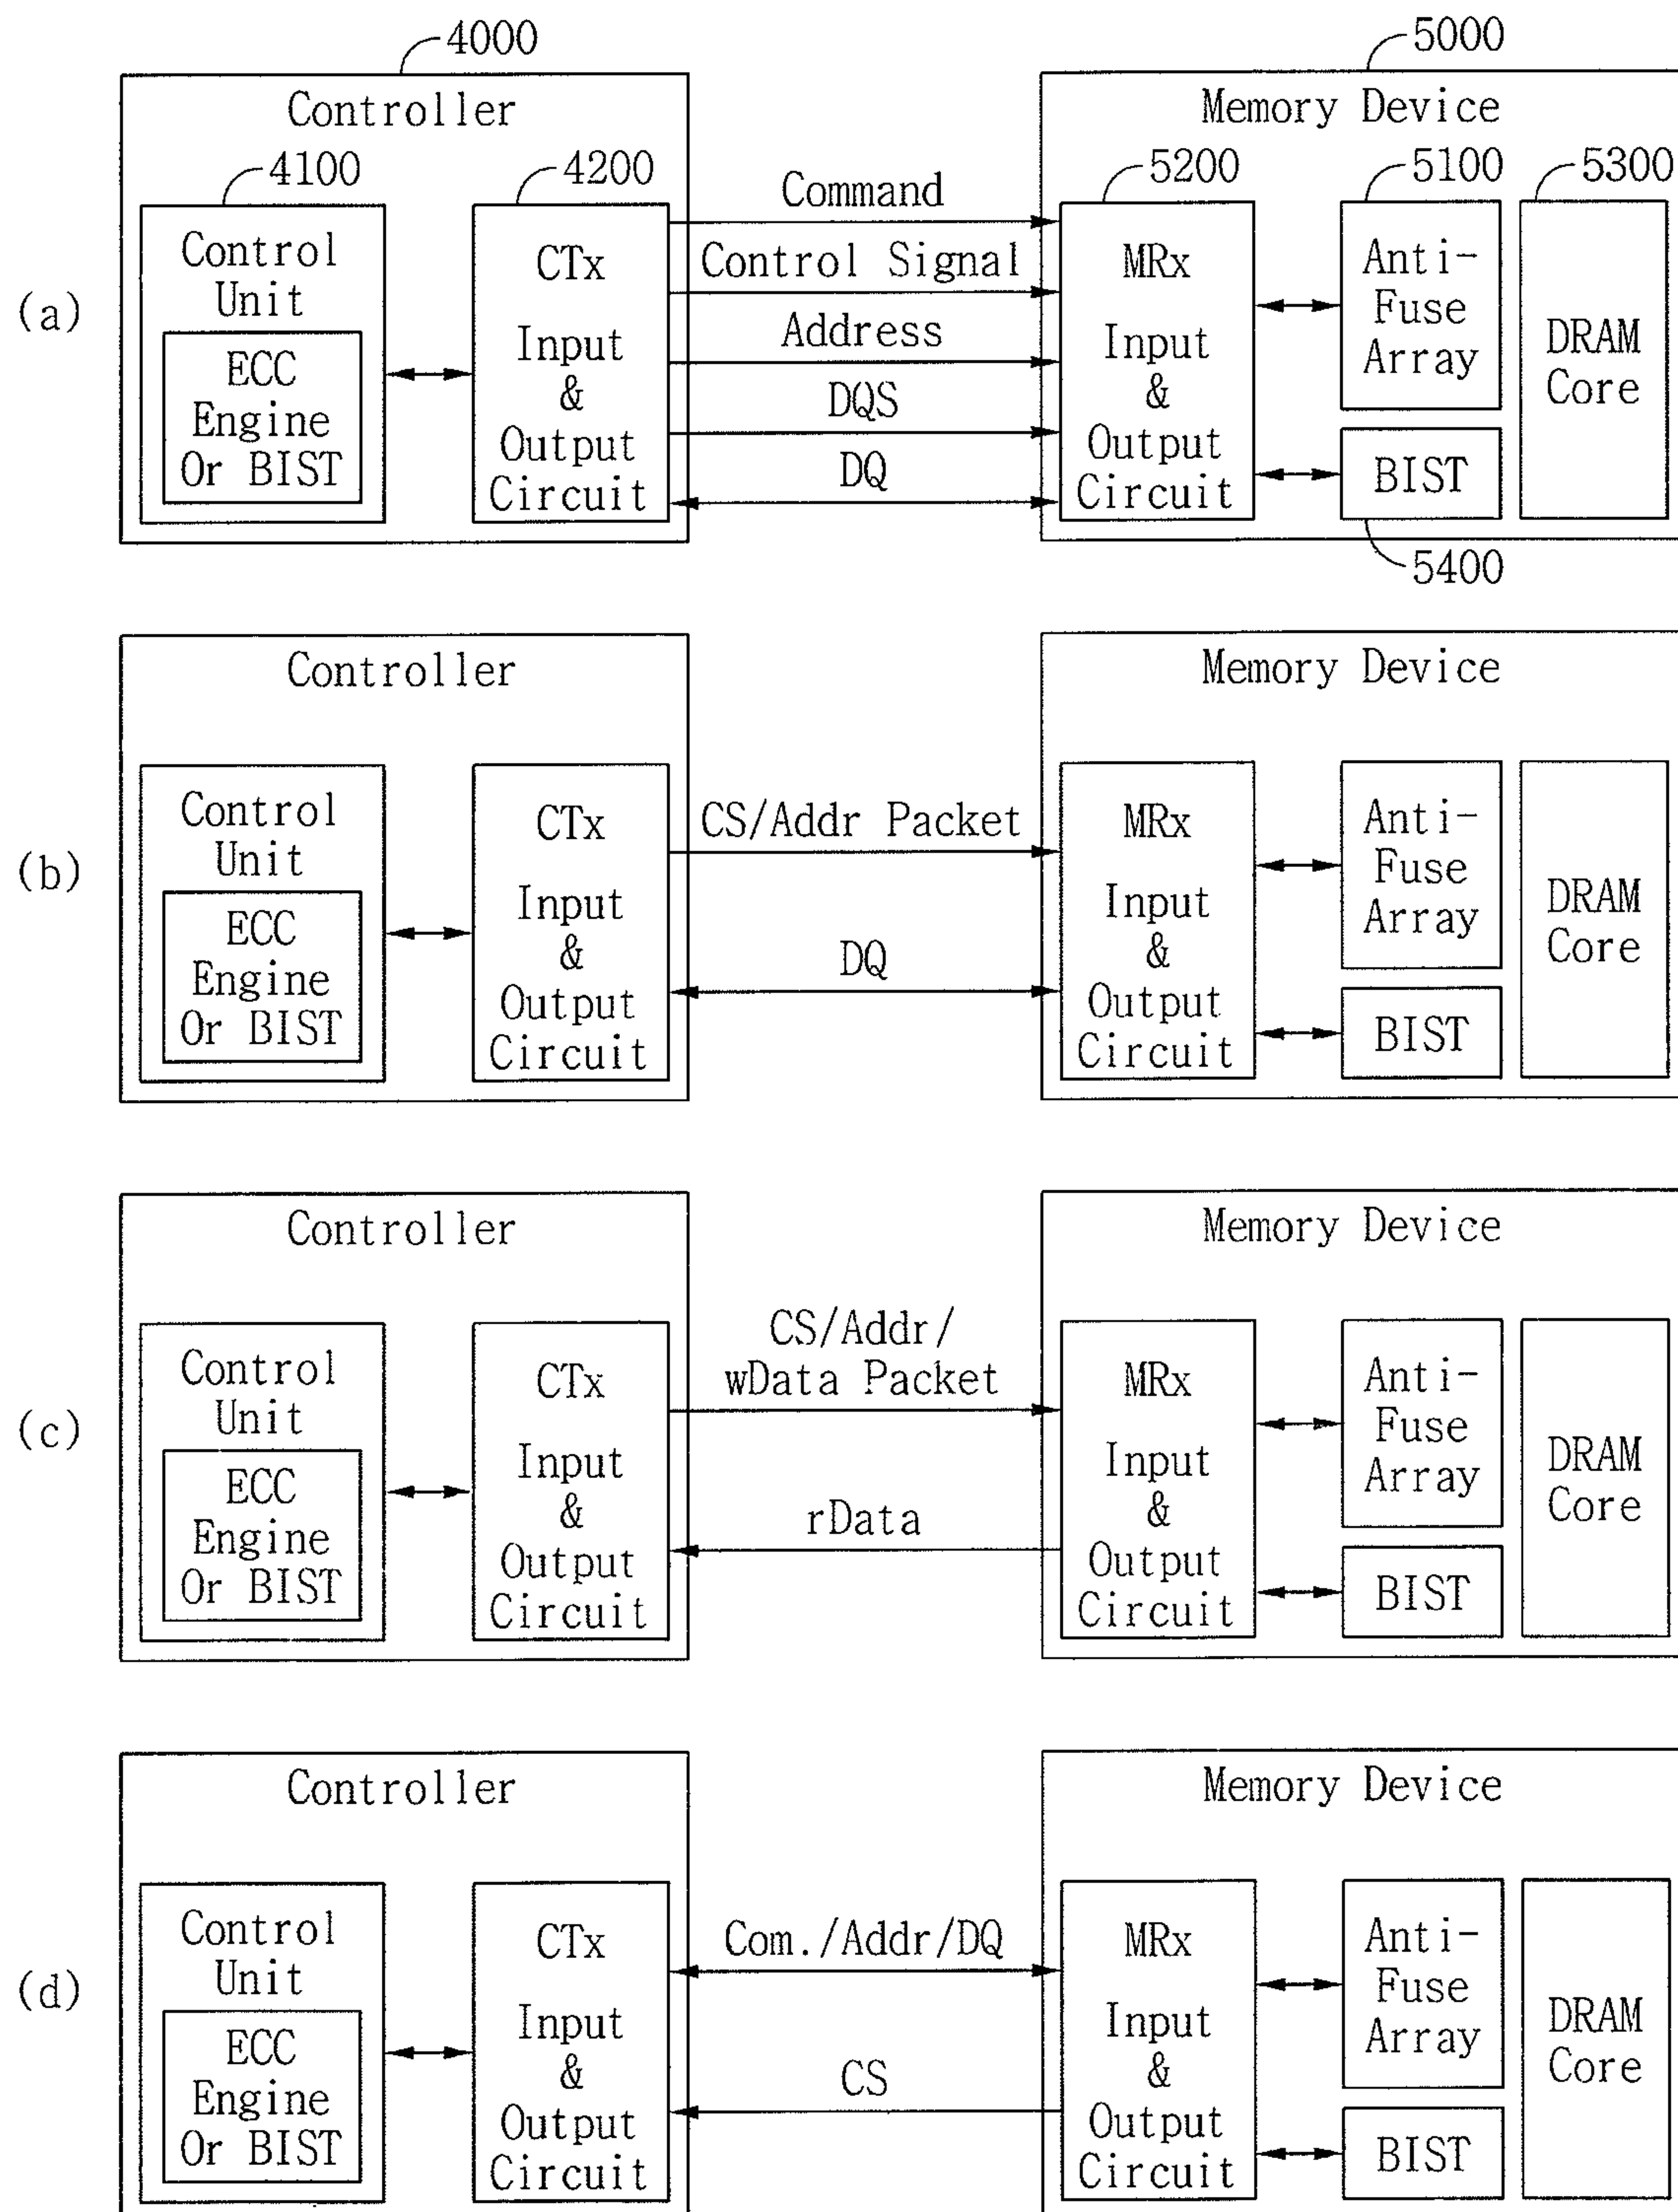 4000
5000
Controller
Memory Device
4100
4200
5200
5100
5300
Control
Unit
ECC
Engine
Or BIST
CTx
Input
&
Output
Circuit
Command
Control Signal
Address
DQS
DQ
MRx
Input
&
Output
Circuit
Anti-
Fuse
Array
BIST
DRAM
Core
5400
(a)
Controller
Memory Device
Control
Unit
ECC
Engine
Or BIST
CTx
Input
&
Output
Circuit
CS/Addr Packet
DQ
MRx
Input
&
Output
Circuit
Anti-
Fuse
Array
BIST
DRAM
Core
(b)
Controller
Memory Device
Control
Unit
ECC
Engine
Or BIST
CTx
Input
&
Output
Circuit
CS/Addr/
wData Packet
rData
MRx
Input
&
Output
Circuit
Anti-
Fuse
Array
BIST
DRAM
Core
(c)
Controller
Memory Device
Control
Unit
ECC
Engine
Or BIST
CTx
Input
&
Output
Circuit
Com./Addr/DQ
CS
MRx
Input
&
Output
Circuit
Anti-
Fuse
Array
BIST
DRAM
Core
(d)